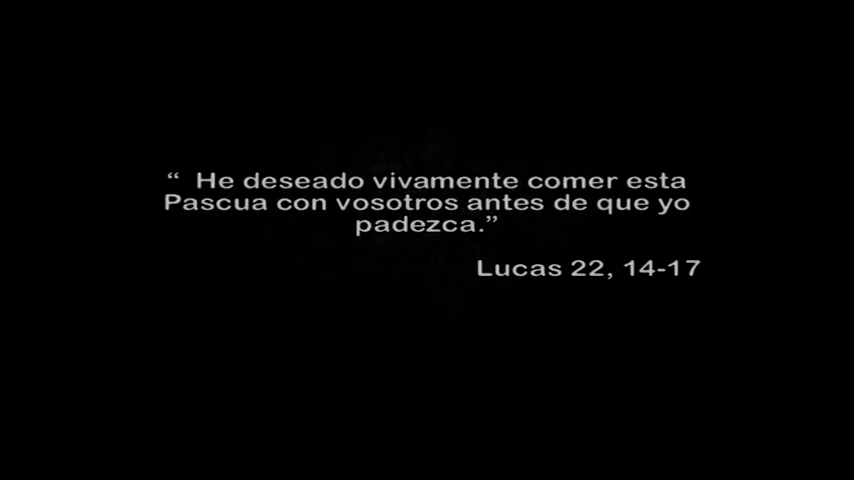 “ He deseado vivamente comer esta
Pascua con vosotros antes de que yo
padezca.”
Lucas 22, 14-17